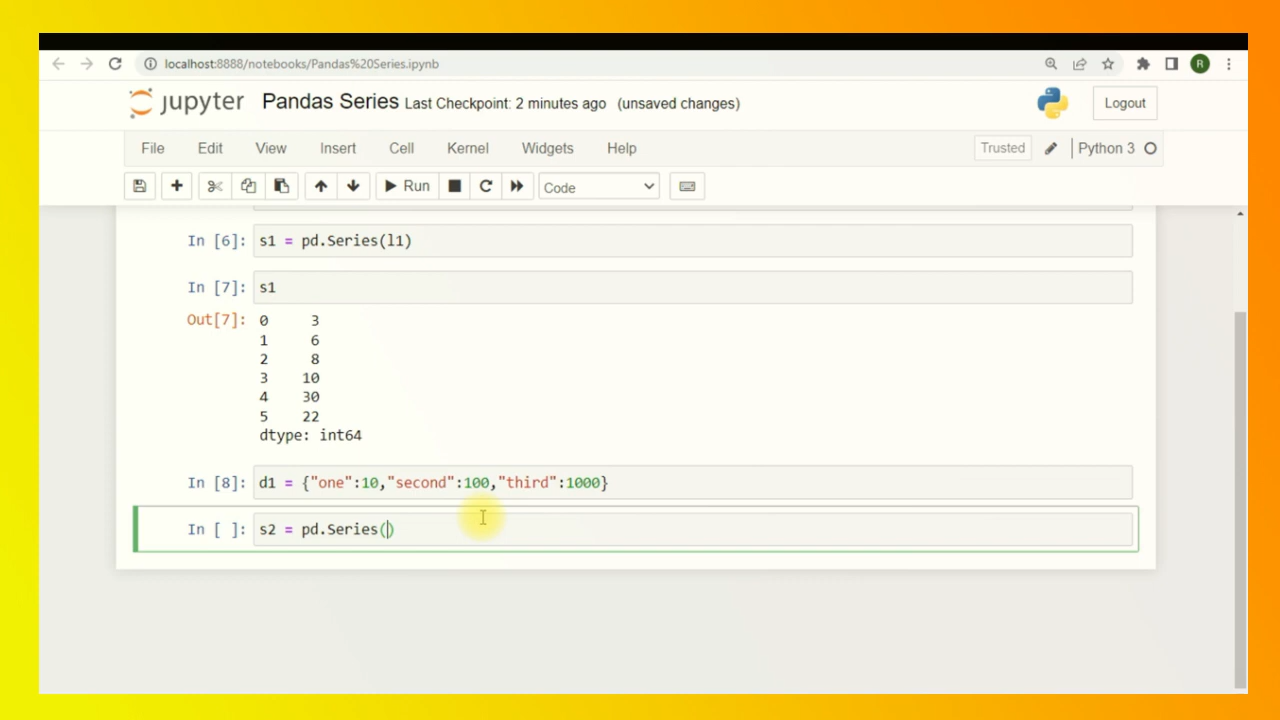 localhost:8888/notebooks/Pandas%20Series.ipynb
R
jupyter Pandas Series Last Checkpoint: 2 minutes ago (unsaved changes)
Logout
File Edit View Insert Cell Kernel Widgets Help
Trusted Python 3
Run Code
In [6]: s1 = pd.Series(l1)
In [7]: s1
Out[7]: 0 3
1 6
2 8
3 10
4 30
5 22
dtype: int64
In [8]: d1 = {"one":10,"second":100,"third":1000}
In [ ]: s2 = pd.Series()